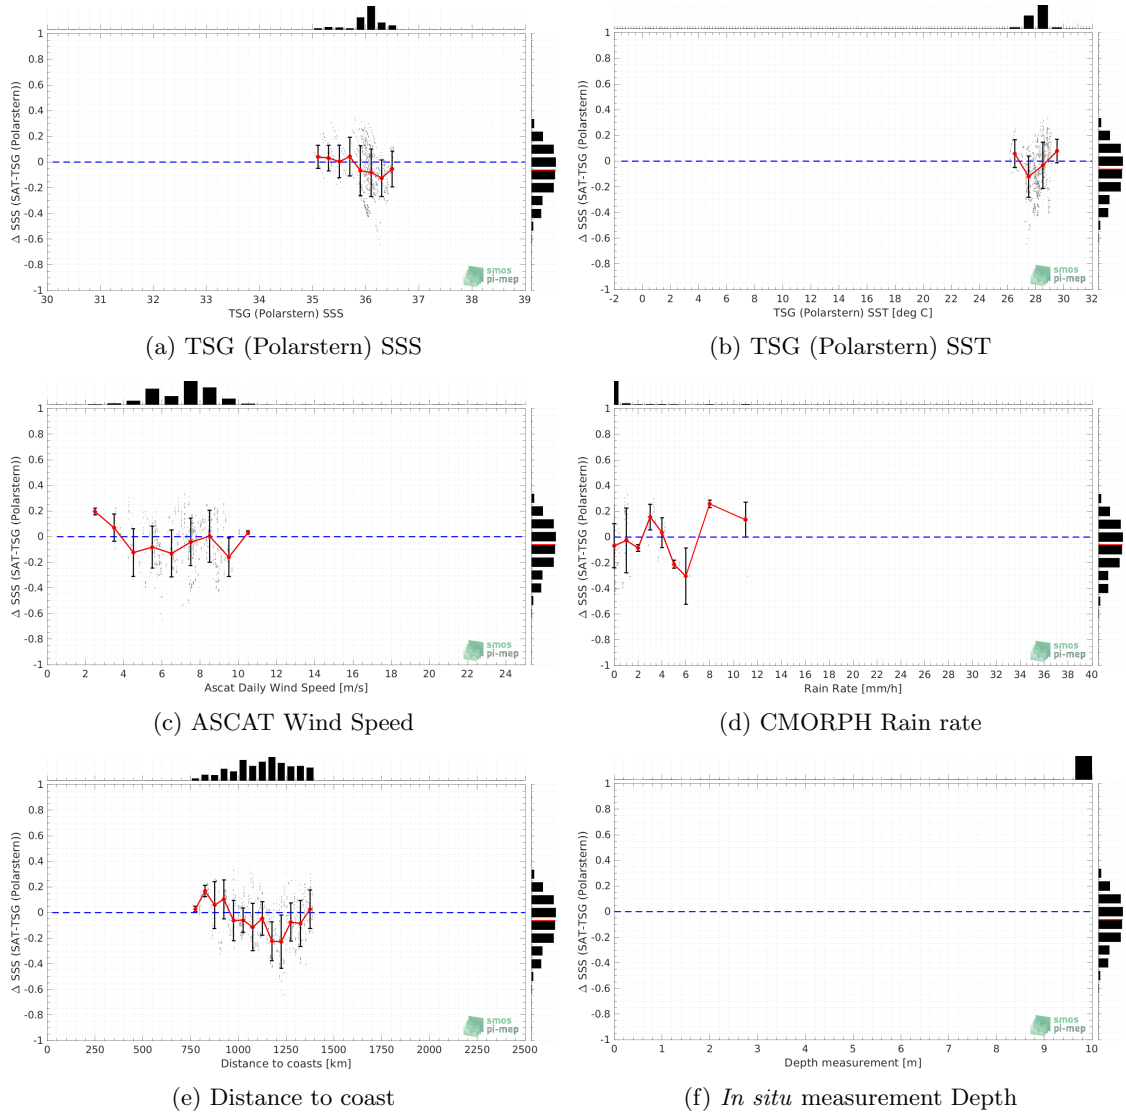 1
0.8
0.6
0.4
0.2
0
-0.2
-0.4
-0.6
-0.8
-1
Δ SSS (SAT-TSG (Polarstern))
30 31 32 33 34 35 36 37 38 39
TSG (Polarstern) SSS
smos
pi-mep
(a) TSG (Polarstern) SSS
1
0.8
0.6
0.4
0.2
0
-0.2
-0.4
-0.6
-0.8
-1
Δ SSS (SAT-TSG (Polarstern))
-2 0 2 4 6 8 10 12 14 16 18 20 22 24 26 28 30 32
TSG (Polarstern) SST [deg C]
smos
pi-mep
(b) TSG (Polarstern) SST
1
0.8
0.6
0.4
0.2
0
-0.2
-0.4
-0.6
-0.8
-1
Δ SSS (SAT-TSG (Polarstern))
0 2 4 6 8 10 12 14 16 18 20 22 24
Ascat Daily Wind Speed [m/s]
smos
pi-mep
(c) ASCAT Wind Speed
1
0.8
0.6
0.4
0.2
0
-0.2
-0.4
-0.6
-0.8
-1
Δ SSS (SAT-TSG (Polarstern))
0 2 4 6 8 10 12 14 16 18 20 22 24 26 28 30 32 34 36 38 40
Rain Rate [mm/h]
smos
pi-mep
(d) CMORPH Rain rate
1
0.8
0.6
0.4
0.2
0
-0.2
-0.4
-0.6
-0.8
-1
Δ SSS (SAT-TSG (Polarstern))
0 250 500 750 1000 1250 1500 1750 2000 2250 2500
Distance to coasts [km]
smos
pi-mep
(e) Distance to coast
1
0.8
0.6
0.4
0.2
0
-0.2
-0.4
-0.6
-0.8
-1
Δ SSS (SAT-TSG (Polarstern))
0 1 2 3 4 5 6 7 8 9 10
Depth measurement [m]
smos
pi-mep
(f) In situ measurement Depth